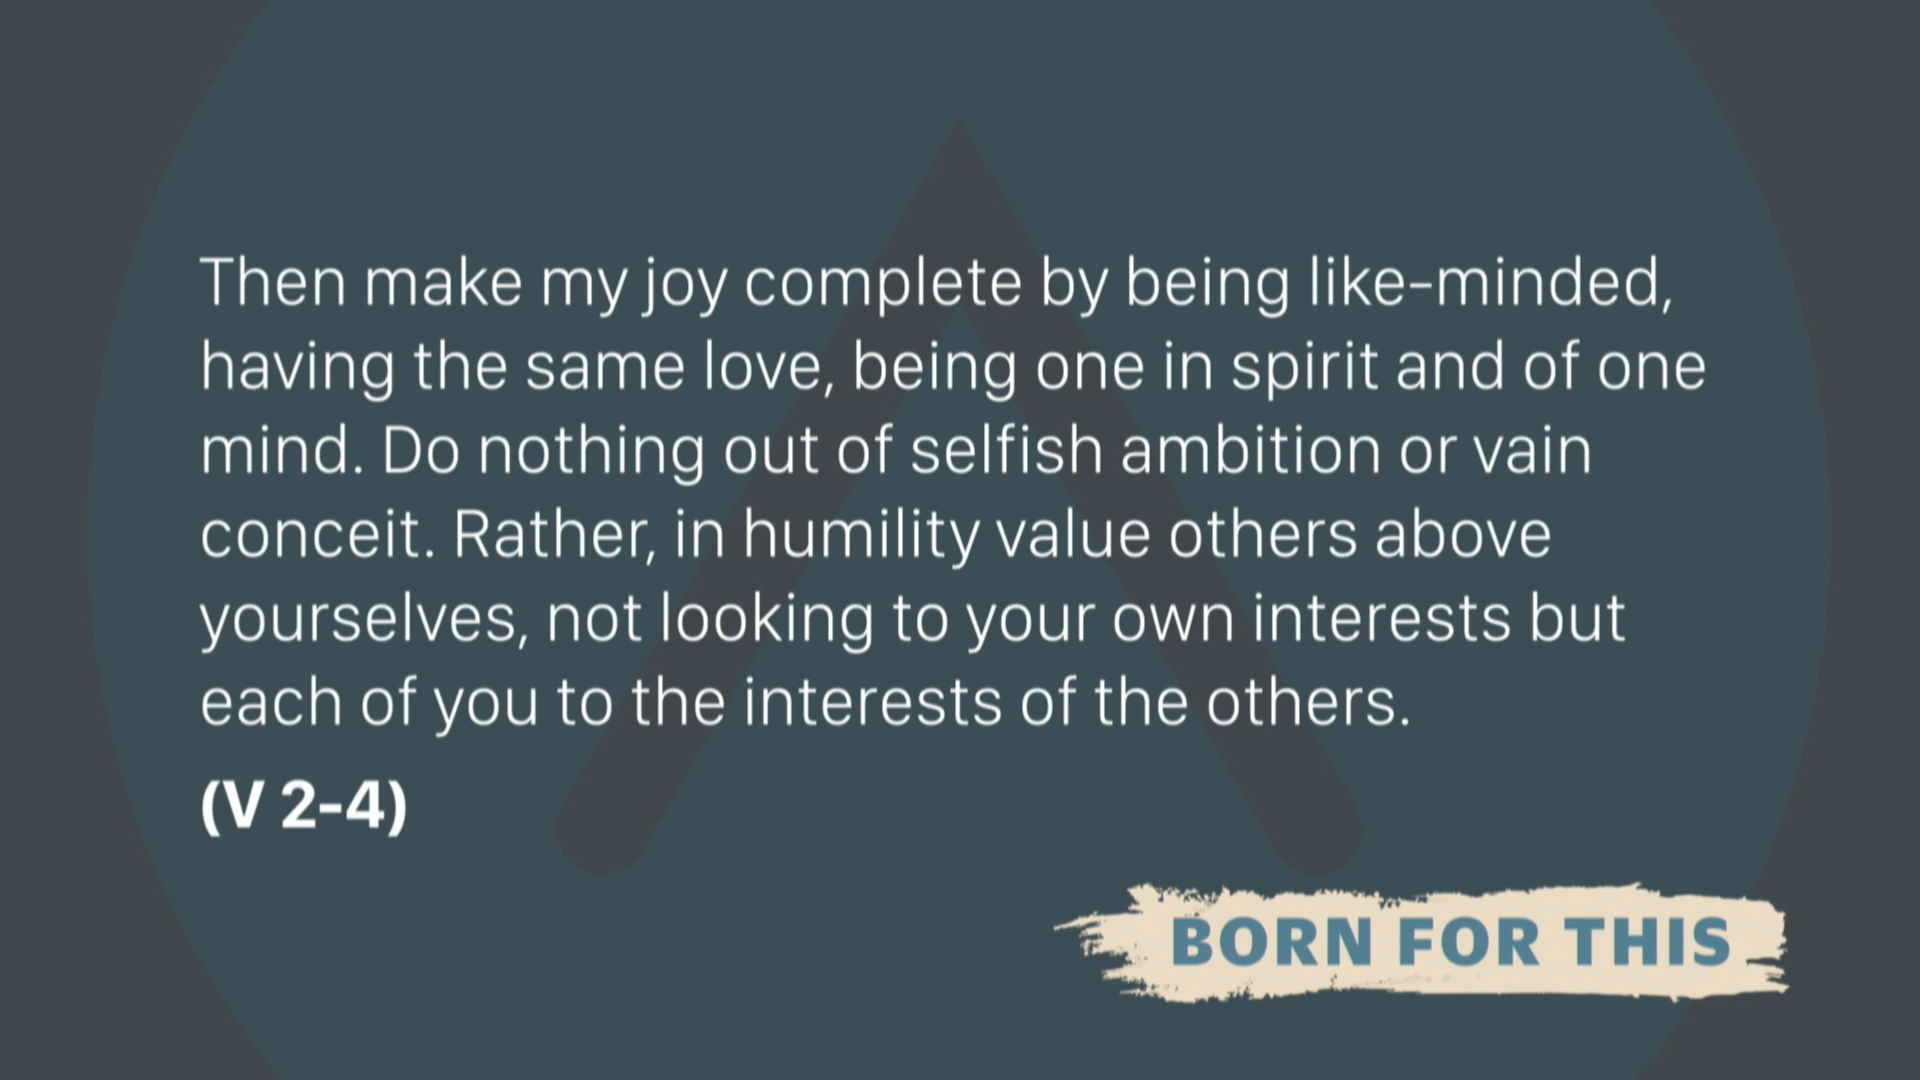 Then make my joy complete by being like-minded,
having the same love, being one in spirit and of one
mind. Do nothing out of selfish ambition or vain
conceit. Rather, in humility value others above
yourselves, not looking to your own interests but
each of you to the interests of the others.
(V 2-4)
BORN FOR THIS